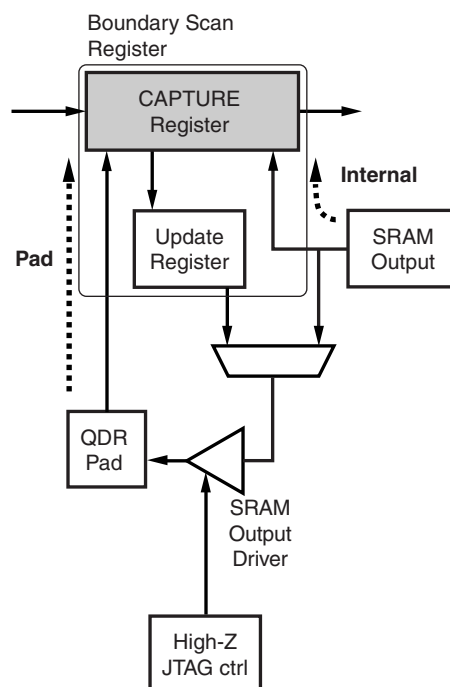 Boundary Scan
Register
CAPTURE
Register
Internal
Pad
Update
Register
SRAM
Output
QDR
Pad
SRAM
Output
Driver
High-Z
JTAG ctrl